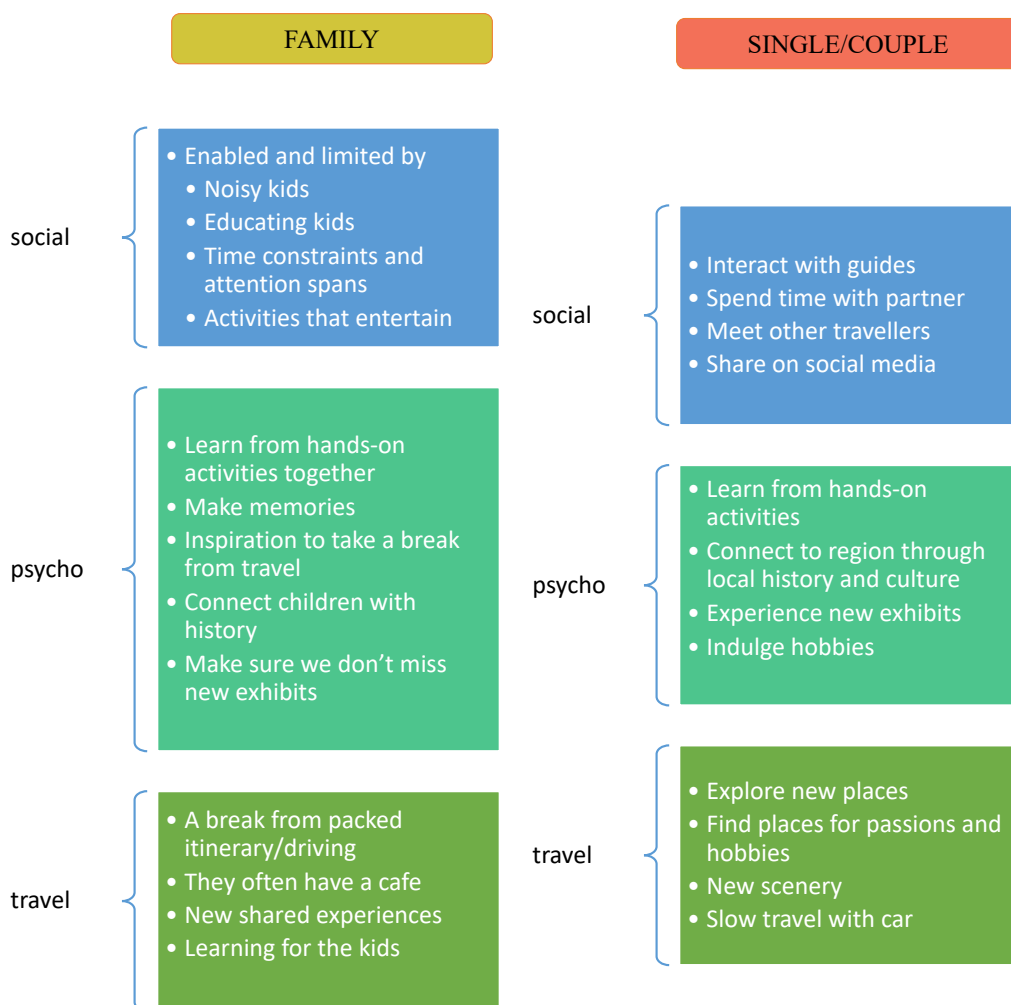 FAMILY
social
• Enabled and limited by
• Noisy kids
• Educating kids
• Time constraints and
attention spans
• Activities that entertain
psycho
• Learn from hands-on
activities together
• Make memories
• Inspiration to take a break
from travel
• Connect children with
history
• Make sure we don’t miss
new exhibits
travel
• A break from packed
itinerary/driving
• They often have a cafe
• New shared experiences
• Learning for the kids
SINGLE/COUPLE
social
• Interact with guides
• Spend time with partner
• Meet other travellers
• Share on social media
psycho
• Learn from hands-on
activities
• Connect to region through
local history and culture
• Experience new exhibits
• Indulge hobbies
travel
• Explore new places
• Find places for passions and
hobbies
• New scenery
• Slow travel with car